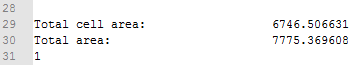 28
29 Total cell area: 6746.506631
30 Total area: 7775.369608
31 1